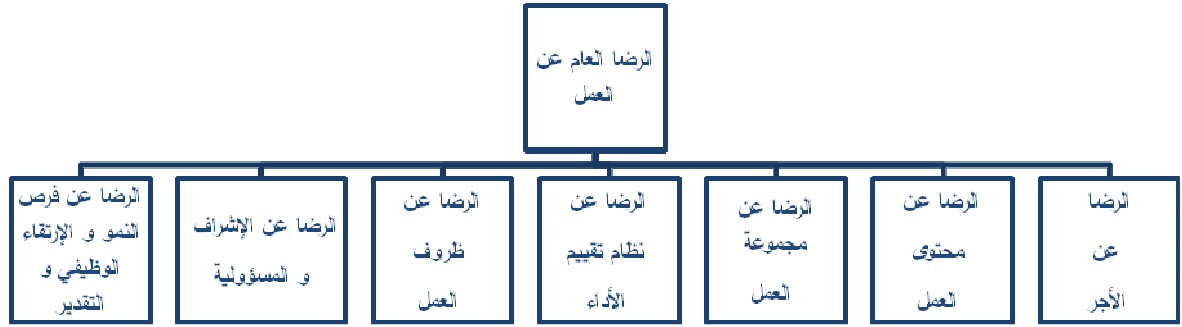 الرضا العام عن
العمل
الرضا
عن
الأجر
الرضا عن
محتوى
العمل
الرضا عن
مجموعة
العمل
الرضا عن
نظام تقييم
الأداء
الرضا عن
ظروف
العمل
الرضا عن الإشراف
و المسؤولية
الرضا عن فرص
النمو و الإرتقاء
الوظيفي و
التقدير